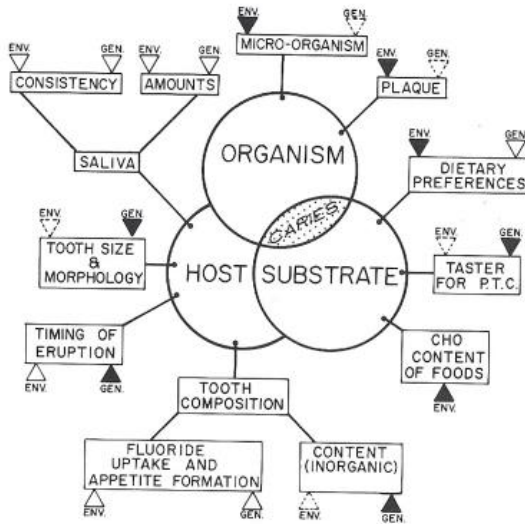 ENV. GEN.
MICRO-ORGANISM
ENV. GEN.
CONSISTENCY
ENV. GEN.
AMOUNTS
ENV. GEN.
PLAQUE
SALIVA
ORGANISM
ENV. GEN.
DIETARY
PREFERENCES
CARIES
ENV. GEN.
TOOTH SIZE
&
MORPHOLOGY
HOST
SUBSTRATE
ENV. GEN.
TASTER
FOR P.T.C.
TIMING OF
ERUPTION
ENV. GEN.
CHO
CONTENT
OF FOODS
ENV.
TOOTH
COMPOSITION
FLUORIDE
UPTAKE AND
APPETITE FORMATION
ENV. GEN.
CONTENT
(INORGANIC)
ENV. GEN.